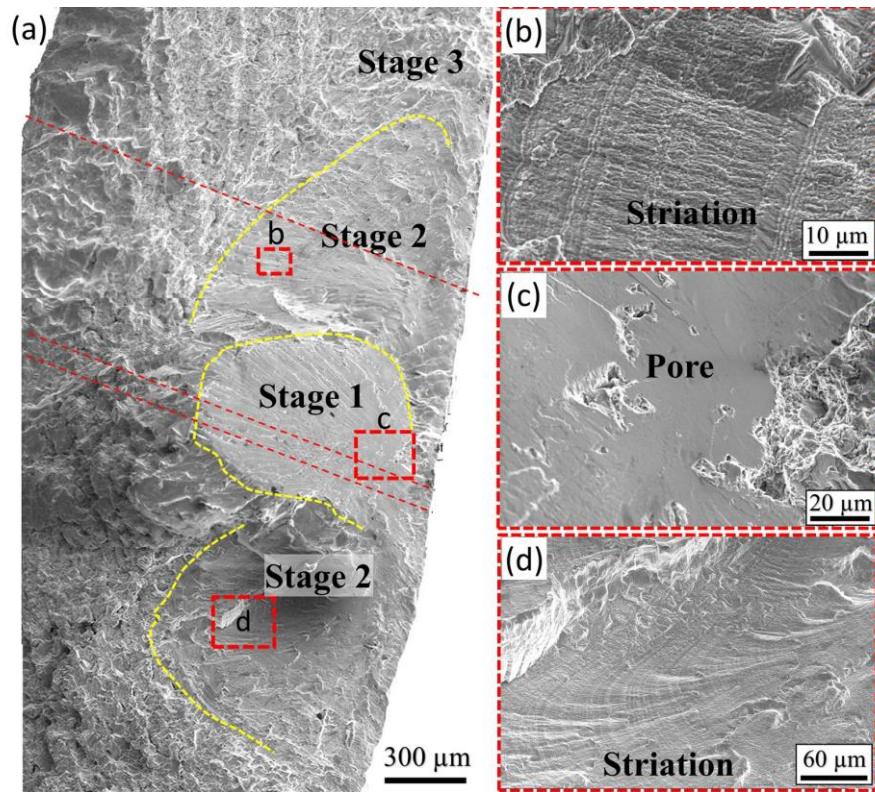 (a)
Stage 3
b
Stage 2
Stage 1
c
Stage 2
d
300 µm
(b)
Striation
10 µm
(c)
Pore
20 µm
(d)
Striation
60 µm